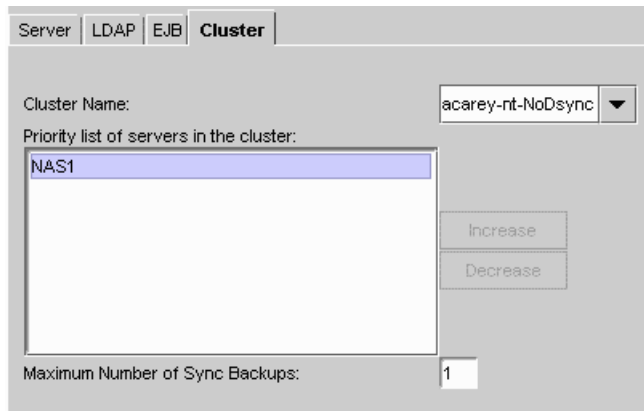 Server LDAP EJB Cluster
Cluster Name: acarey-nt-NoDsync
Priority list of servers in the cluster:
NAS1
Increase
Decrease
Maximum Number of Sync Backups: 1